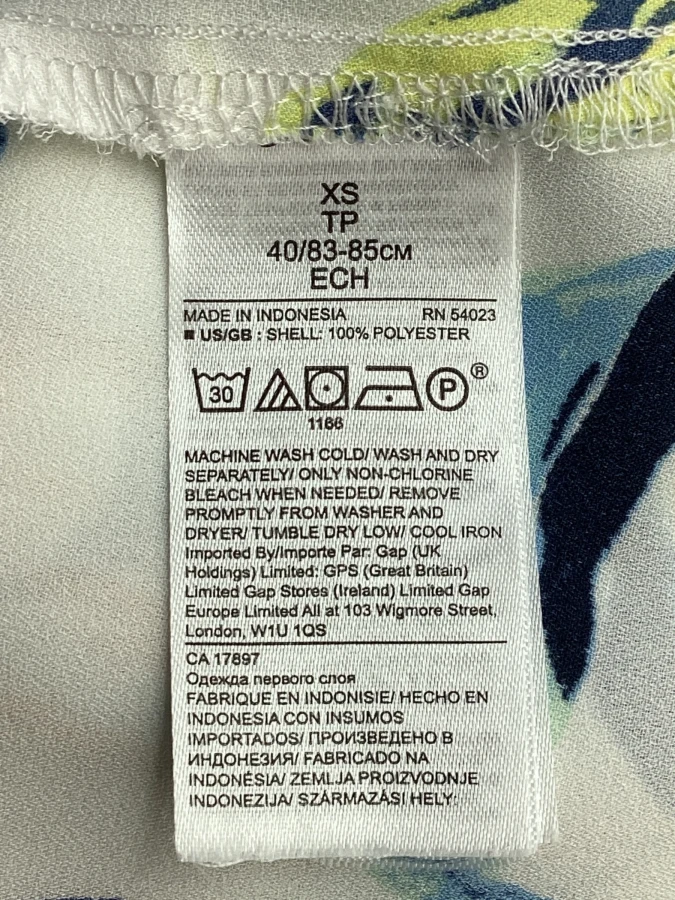 XS
TP
40/83-85CM
ECH
MADE IN INDONESIA RN 54023
■ US/GB : SHELL: 100% POLYESTER
30 P ®
1166
MACHINE WASH COLD/ WASH AND DRY
SEPARATELY/ ONLY NON-CHLORINE
BLEACH WHEN NEEDED/ REMOVE
PROMPTLY FROM WASHER AND
DRYER/ TUMBLE DRY LOW/ COOL IRON
Imported By/Importe Par: Gap (UK
Holdings) Limited: GPS (Great Britain)
Limited Gap Stores (Ireland) Limited Gap
Europe Limited All at 103 Wigmore Street,
London, W1U 1QS
CA 17897
Одежда первого слоя
FABRIQUE EN INDONISIE/ HECHO EN
INDONESIA CON INSUMOS
IMPORTADOS/ ПРОИЗВЕДЕНО В
ИНДОНЕЗИЯ/ FABRICADO NA
INDONÉSIA/ ZEMLJA PROIZVODNJE
INDONEZIJA/ SZÁRMAZÁSI HELY: